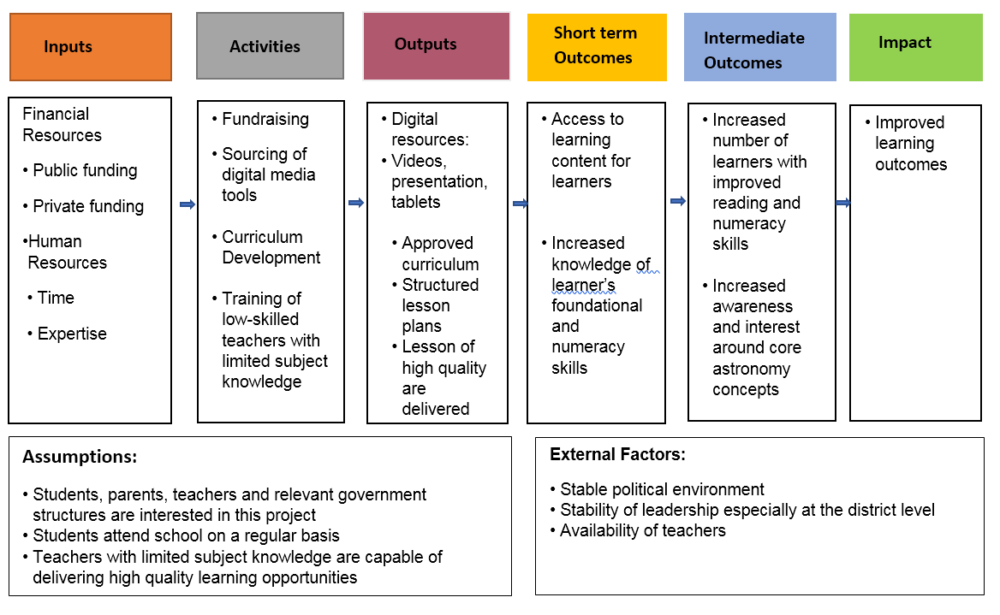 Inputs
Activities
Outputs
Short term
Outcomes
Intermediate
Outcomes
Impact
Financial
Resources
• Public funding
• Private funding
•Human
Resources
• Time
• Expertise
• Fundraising
• Sourcing of
digital media
tools
• Curriculum
Development
• Training of
low-skilled
teachers with
limited subject
knowledge
• Digital
resources:
• Videos,
presentation,
tablets
• Approved
curriculum
• Structured
lesson
plans
• Lesson of
high quality
are
delivered
• Access to
learning
content for
learners
• Increased
knowledge of
learner’s
foundational
and
numeracy
skills
• Increased
number of
learners with
improved
reading and
numeracy
skills
• Increased
awareness
and interest
around core
astronomy
concepts
• Improved
learning
outcomes
Assumptions:
• Students, parents, teachers and relevant government
structures are interested in this project
• Students attend school on a regular basis
• Teachers with limited subject knowledge are capable of
delivering high quality learning opportunities
External Factors:
• Stable political environment
• Stability of leadership especially at the district level
• Availability of teachers